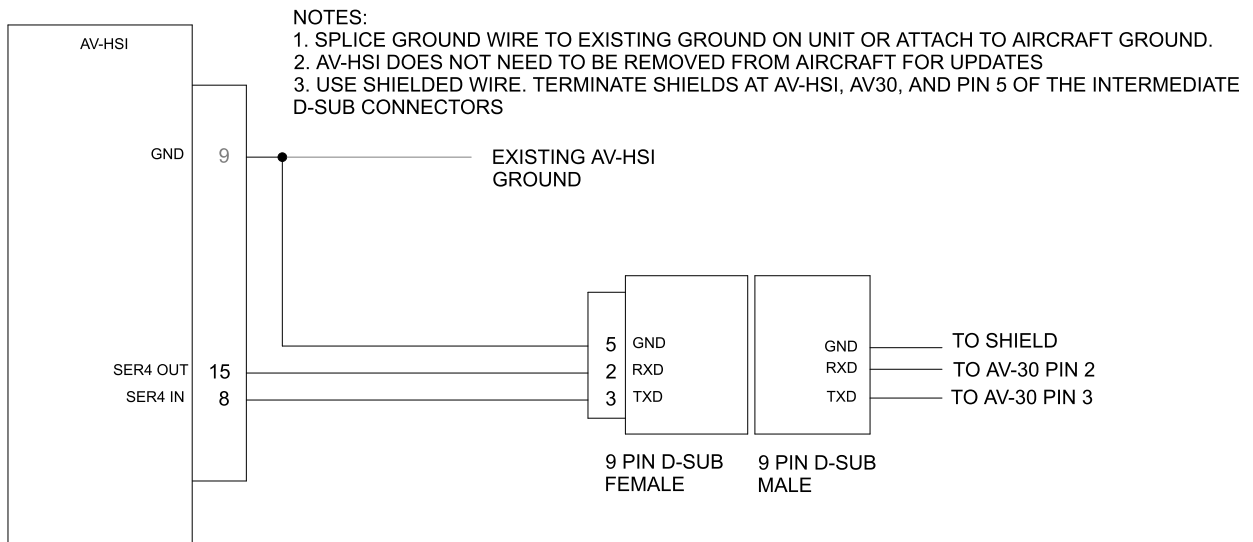 NOTES:
1. SPLICE GROUND WIRE TO EXISTING GROUND ON UNIT OR ATTACH TO AIRCRAFT GROUND.
2. AV-HSI DOES NOT NEED TO BE REMOVED FROM AIRCRAFT FOR UPDATES
3. USE SHIELDED WIRE. TERMINATE SHIELDS AT AV-HSI, AV30, AND PIN 5 OF THE INTERMEDIATE
D-SUB CONNECTORS
AV-HSI
GND 9
EXISTING AV-HSI
GROUND
SER4 OUT 15
SER4 IN 8
5 GND
2 RXD
3 TXD
GND TO SHIELD
RXD TO AV-30 PIN 2
TXD TO AV-30 PIN 3
9 PIN D-SUB
FEMALE
9 PIN D-SUB
MALE